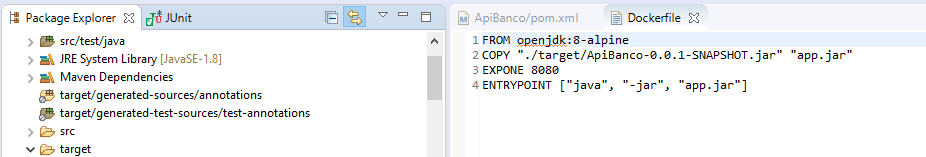 Package Explorer
JUnit
src/test/java
JRE System Library [JavaSE-1.8]
Maven Dependencies
target/generated-sources/annotations
target/generated-test-sources/test-annotations
src
target
ApiBanco/pom.xml
Dockerfile
1 FROM openjdk:8-alpine
2 COPY "./target/ApiBanco-0.0.1-SNAPSHOT.jar" "app.jar"
3 EXPONE 8080
4 ENTRYPOINT ["java", "-jar", "app.jar"]